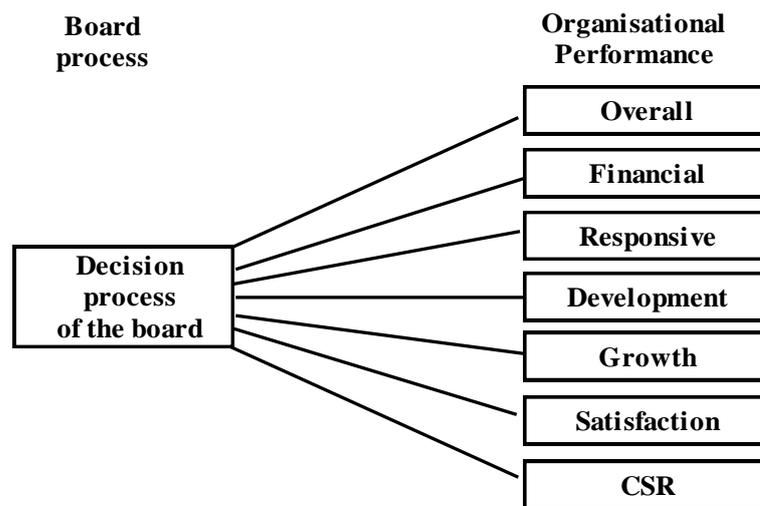 Board
process
Organisational
Performance
Overall
Financial
Responsive
Decision
process
of the board
Development
Growth
Satisfaction
CSR